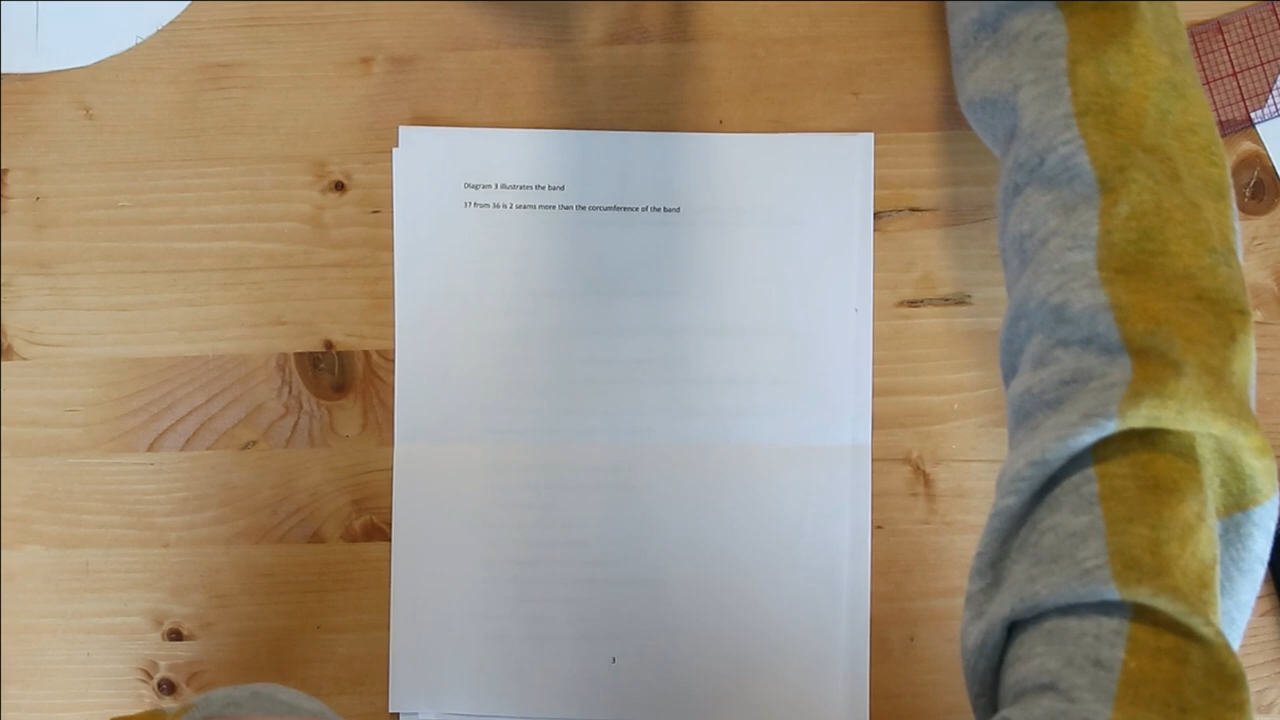 Diagram 3 illustrates the band
37 from 36 is 2 seams more than the corcumference of the band
3